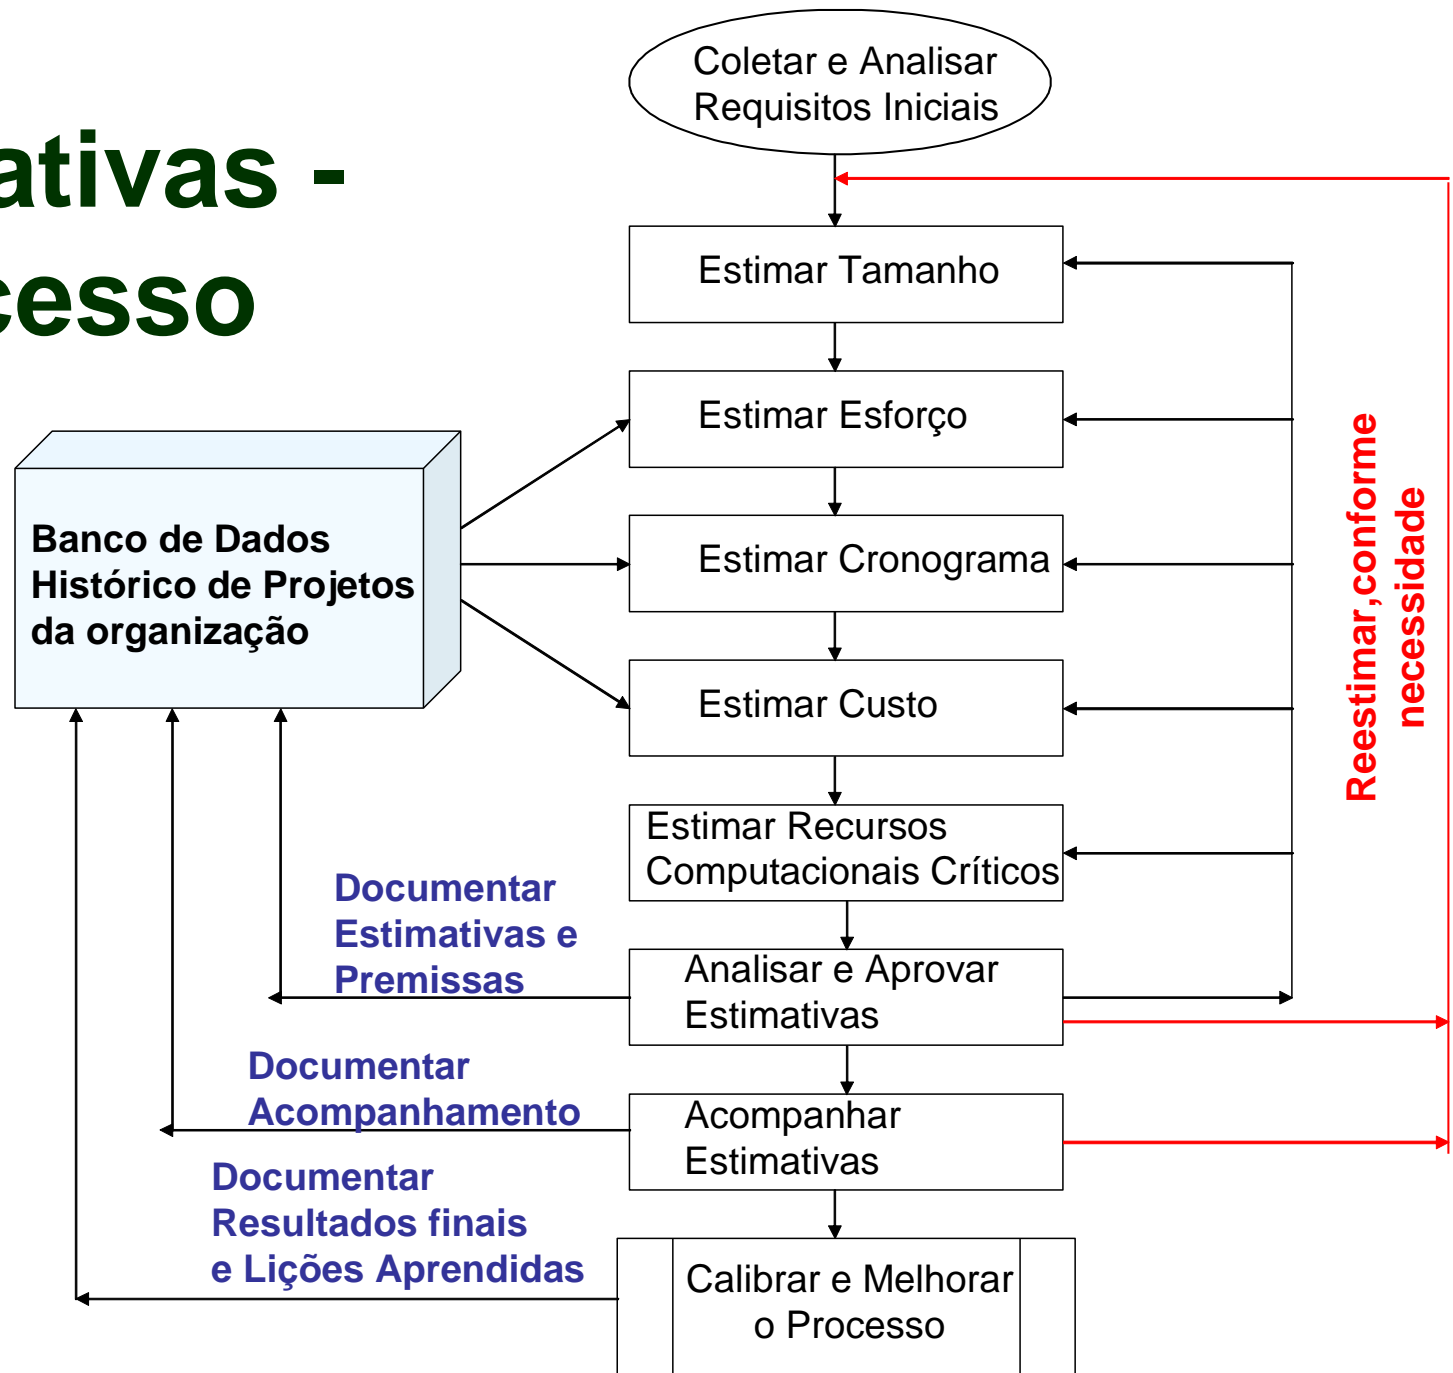 Coletar e Analisar
Requisitos Iniciais
ativas -
cesso
Estimar Tamanho
Estimar Esforço
Banco de Dados
Histórico de Projetos
da organização
Estimar Cronograma
Estimar Custo
Reestimar,conforme
necessidade
Estimar Recursos
Computacionais Críticos
Documentar
Estimativas e
Premissas
Analisar e Aprovar
Estimativas
Documentar
Acompanhamento
Acompanhar
Estimativas
Documentar
Resultados finais
e Lições Aprendidas
Calibrar e Melhorar
o Processo